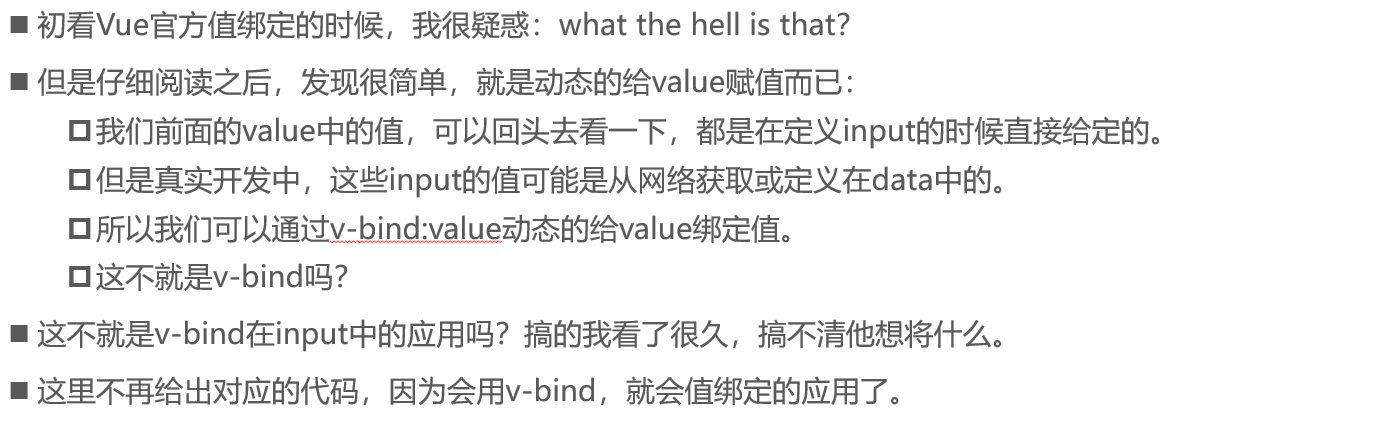 ■ 初看Vue官方值绑定的时候，我很疑惑：what the hell is that?
■ 但是仔细阅读之后，发现很简单，就是动态的给value赋值而已：
我们前面的value中的值，可以回头去看一下，都是在定义input的时候直接给定的。
但是真实开发中，这些input的值可能是从网络获取或定义在data中的。
所以我们可以通过v-bind:value动态的给value绑定值。
这不就是v-bind吗？
■ 这不就是v-bind在input中的应用吗？搞的我看了很久，搞不清他想将什么。
■ 这里不再给出对应的代码，因为会用v-bind，就会值绑定的应用了。